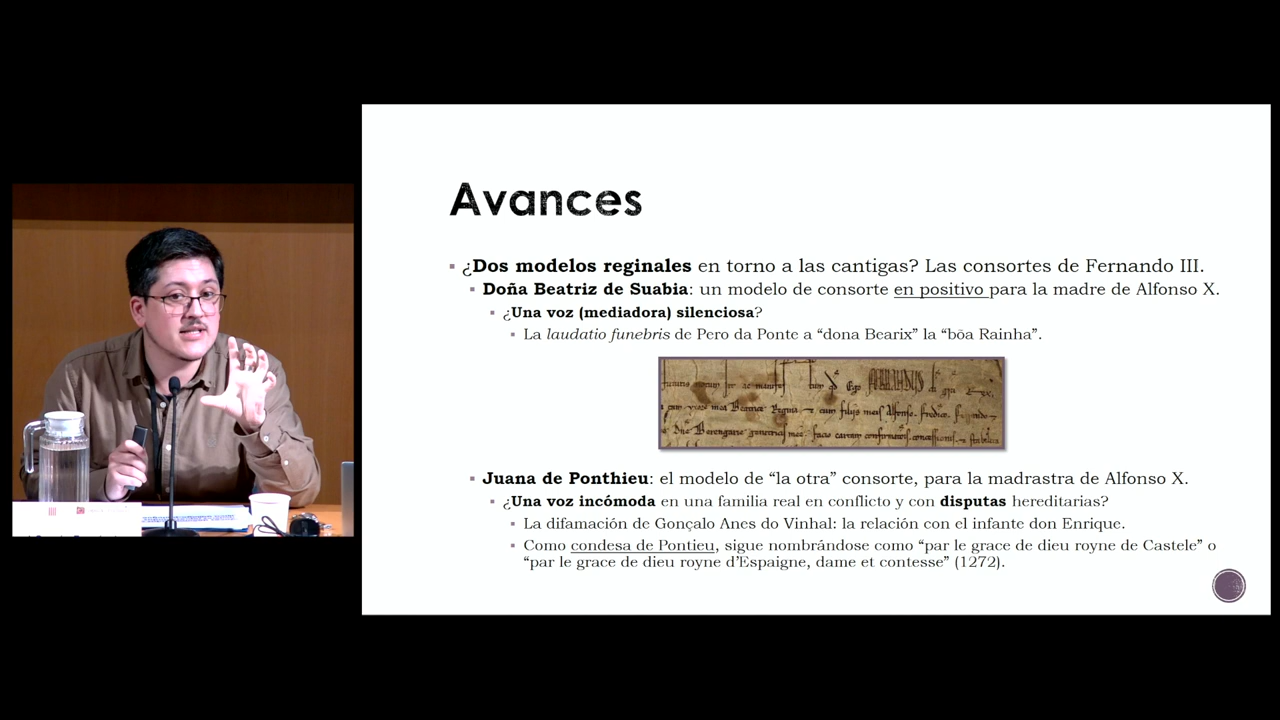 Avances
¿Dos modelos reginales en torno a las cantigas? Las consortes de Fernando III.
Doña Beatriz de Suabia: un modelo de consorte en positivo para la madre de Alfonso X.
¿Una voz (mediadora) silenciosa?
La laudatio funebris de Pero da Ponte a “dona Bearix” la “bõa Rainha”.
Juana de Ponthieu: el modelo de “la otra” consorte, para la madrastra de Alfonso X.
¿Una voz incómoda en una familia real en conflicto y con disputas hereditarias?
La difamación de Gonçalo Anes do Vinhal: la relación con el infante don Enrique.
Como condesa de Pontieu, sigue nombrándose como “par le grace de dieu royne de Castele” o
“par le grace de dieu royne d’Espaigne, dame et contesse” (1272).